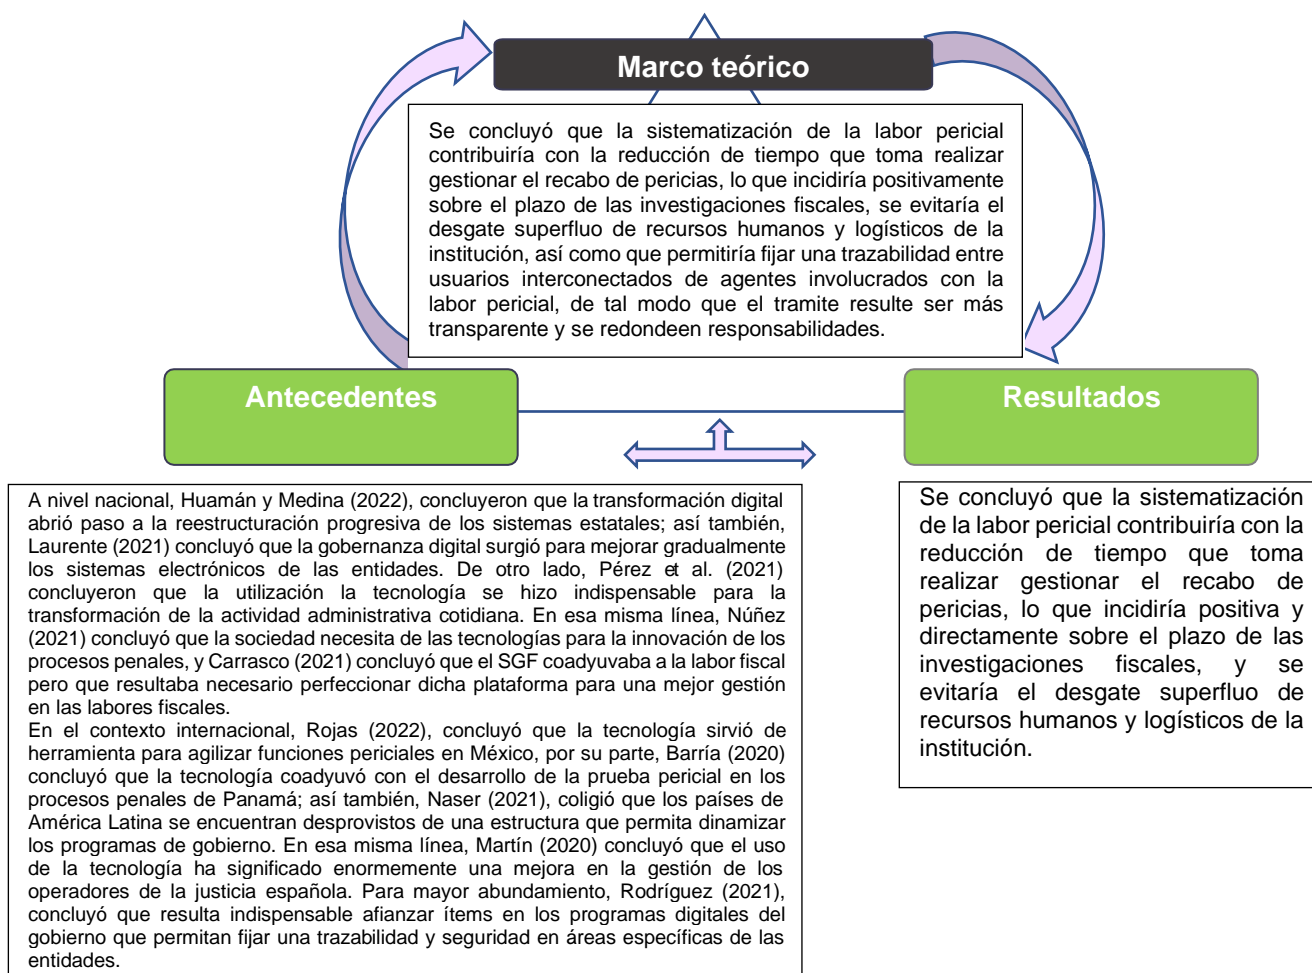 Marco teórico
Se concluyó que la sistematización de la labor pericial
contribuiría con la reducción de tiempo que toma realizar
gestionar el recabo de pericias, lo que incidiría positivamente
sobre el plazo de las investigaciones fiscales, se evitaría el
desgate superfluo de recursos humanos y logísticos de la
institución, así como que permitiría fijar una trazabilidad entre
usuarios interconectados de agentes involucrados con la
labor pericial, de tal modo que el tramite resulte ser más
transparente y se redondeen responsabilidades.
Antecedentes
Resultados
A nivel nacional, Huamán y Medina (2022), concluyeron que la transformación digital
abrió paso a la reestructuración progresiva de los sistemas estatales; así también,
Laurente (2021) concluyó que la gobernanza digital surgió para mejorar gradualmente
los sistemas electrónicos de las entidades. De otro lado, Pérez et al. (2021)
concluyeron que la utilización la tecnología se hizo indispensable para la
transformación de la actividad administrativa cotidiana. En esa misma línea, Núñez
(2021) concluyó que la sociedad necesita de las tecnologías para la innovación de los
procesos penales, y Carrasco (2021) concluyó que el SGF coadyuvaba a la labor fiscal
pero que resultaba necesario perfeccionar dicha plataforma para una mejor gestión
en las labores fiscales.
En el contexto internacional, Rojas (2022), concluyó que la tecnología sirvió de
herramienta para agilizar funciones periciales en México, por su parte, Barría (2020)
concluyó que la tecnología coadyuvó con el desarrollo de la prueba pericial en los
procesos penales de Panamá; así también, Naser (2021), coligió que los países de
América Latina se encuentran desprovistos de una estructura que permita dinamizar
los programas de gobierno. En esa misma línea, Martín (2020) concluyó que el uso
de la tecnología ha significado enormemente una mejora en la gestión de los
operadores de la justicia española. Para mayor abundamiento, Rodríguez (2021),
concluyó que resulta indispensable afianzar ítems en los programas digitales del
gobierno que permitan fijar una trazabilidad y seguridad en áreas específicas de las
entidades.
Se concluyó que la sistematización
de la labor pericial contribuiría con la
reducción de tiempo que toma
realizar gestionar el recabo de
pericias, lo que incidiría positiva y
directamente sobre el plazo de las
investigaciones fiscales, y se
evitaría el desgate superfluo de
recursos humanos y logísticos de la
institución.